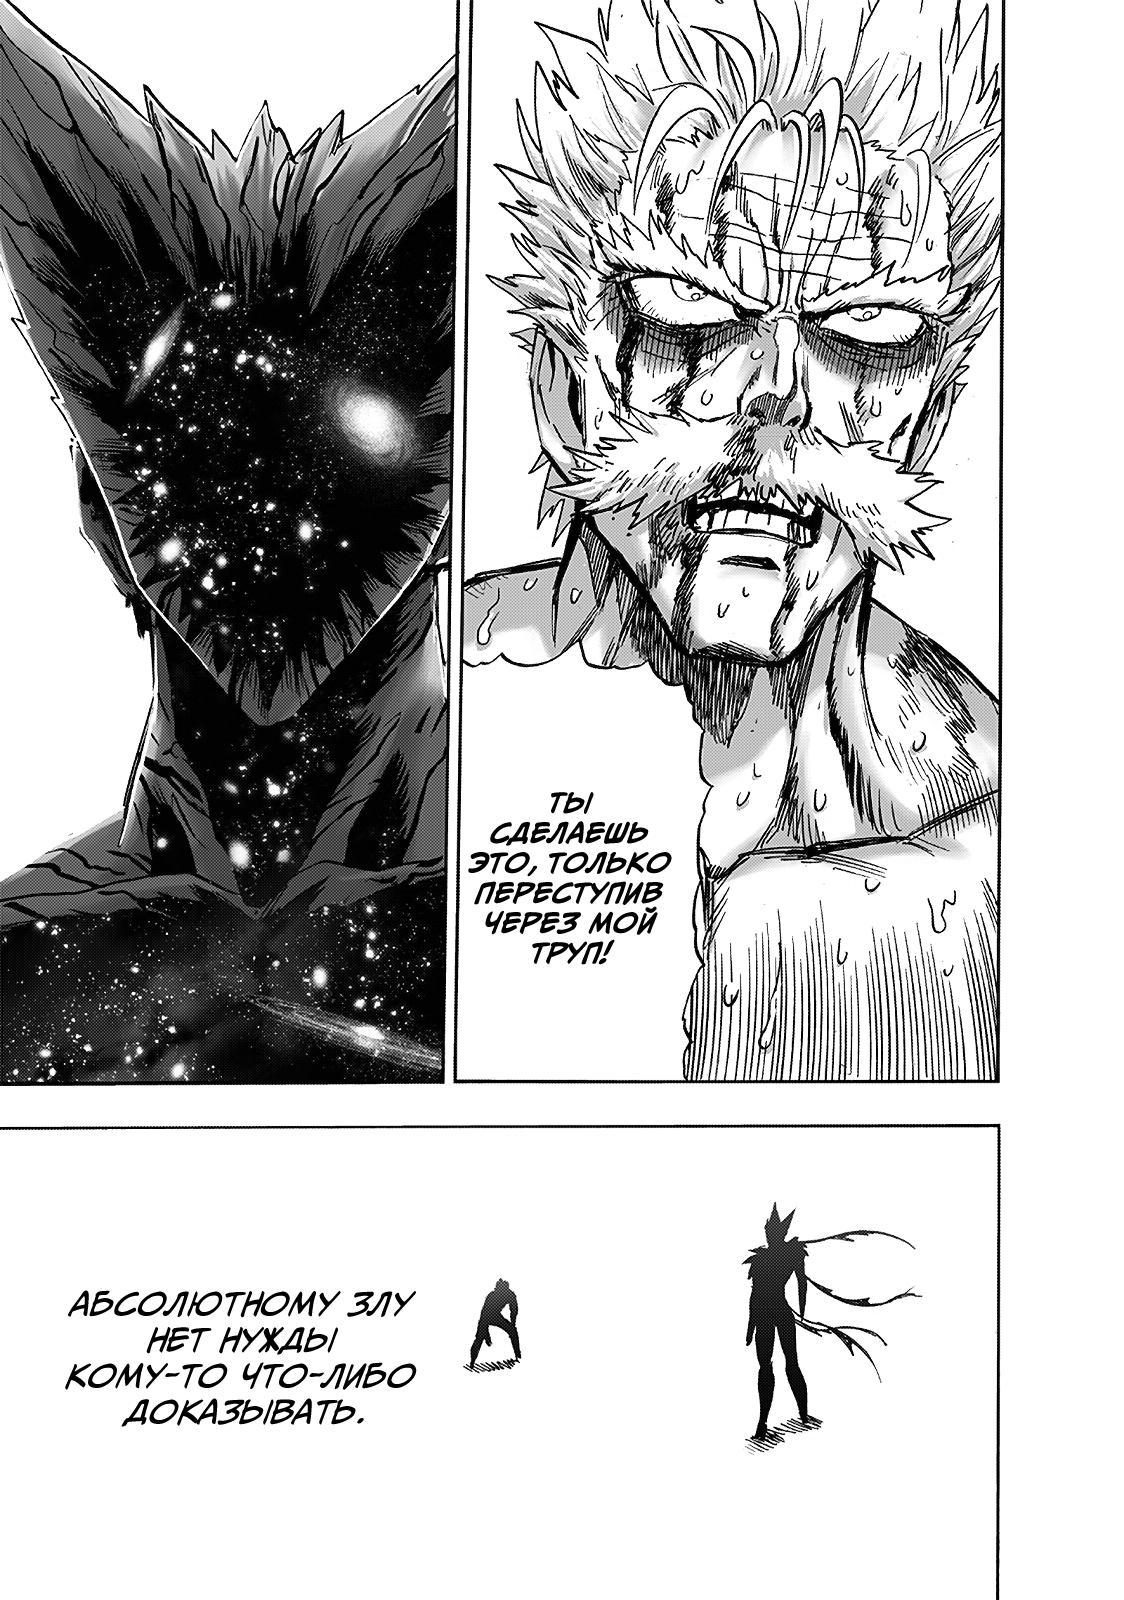 ТЫ
СДЕЛАЕШЬ
ЭТО, ТОЛЬКО
ПЕРЕСТУПИВ
ЧЕРЕЗ МОЙ
ТРУП!
АБСОЛЮТНОМУ ЗЛУ
НЕТ НУЖДЫ
КОМУ-ТО ЧТО-ЛИБО
ДОКАЗЫВАТЬ.